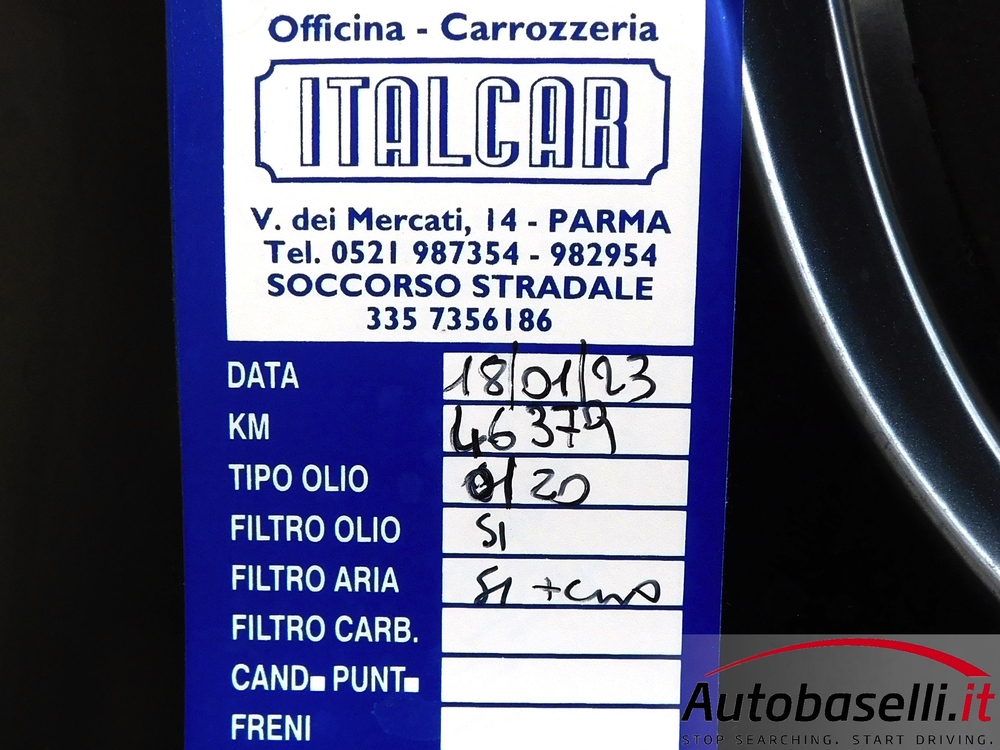 Officina - Carrozzeria
ITALCAR
V. dei Mercati, 14 - PARMA
Tel. 0521 987354 - 982954
SOCCORSO STRADALE
335 7356186
DATA 18/01/23
KM 46379
TIPO OLIO 0/20
FILTRO OLIO SI
FILTRO ARIA SI +
FILTRO CARB.
CAND. PUNT.
FRENI
Autobaselli.it
STOP SEARCHING. START DRIVING.